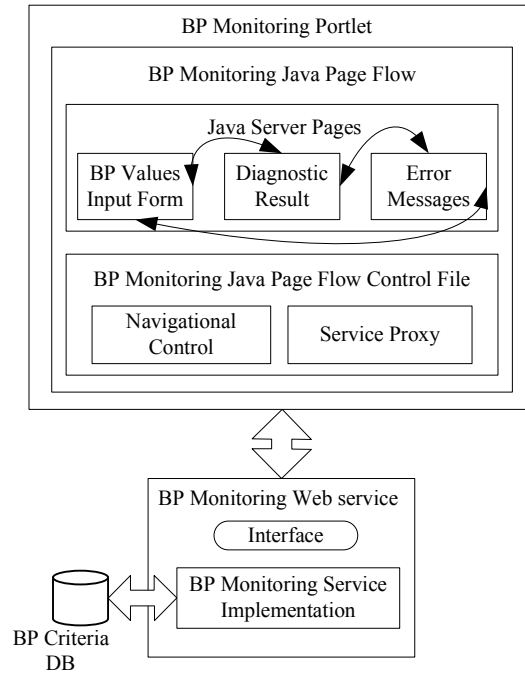 BP Monitoring Portlet
BP Monitoring Java Page Flow
Java Server Pages
BP Values
Input Form
Diagnostic
Result
Error
Messages
BP Monitoring Java Page Flow Control File
Navigational
Control
Service Proxy
BP Monitoring Web service
Interface
BP Monitoring Service
Implementation
BP Criteria
DB